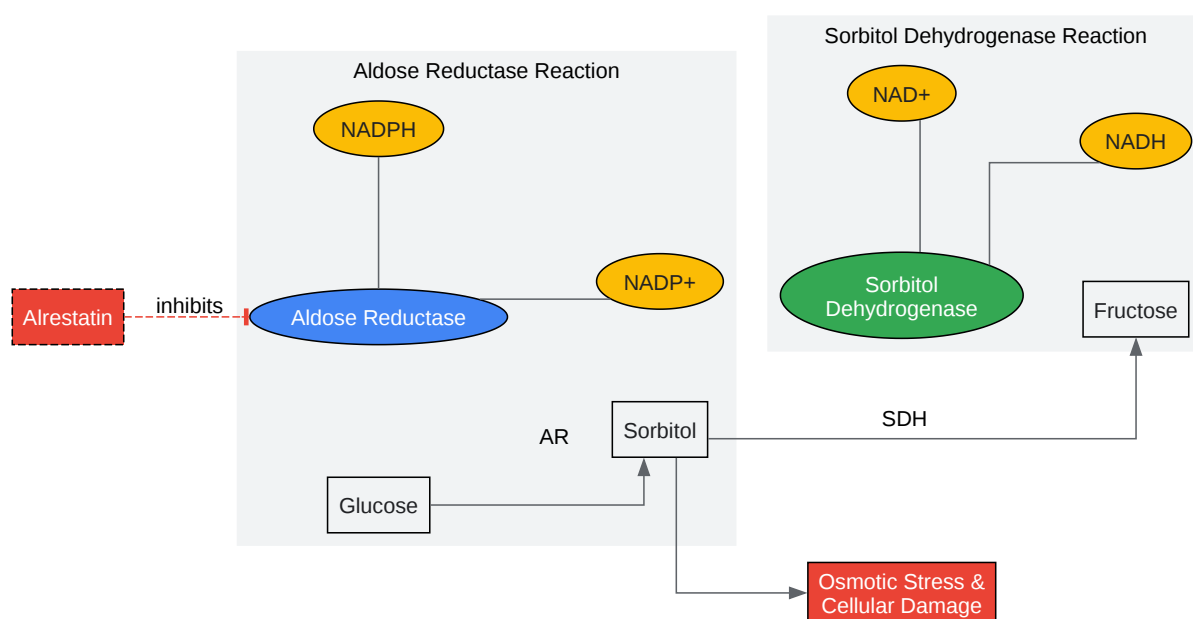 Sorbitol Dehydrogenase Reaction
Aldose Reductase Reaction
NAD+
NADPH
NADH
NADP+
Sorbitol
Dehydrogenase
Alrestatin
inhibits
Aldose Reductase
Fructose
AR
Sorbitol
SDH
Glucose
Osmotic Stress &
Cellular Damage